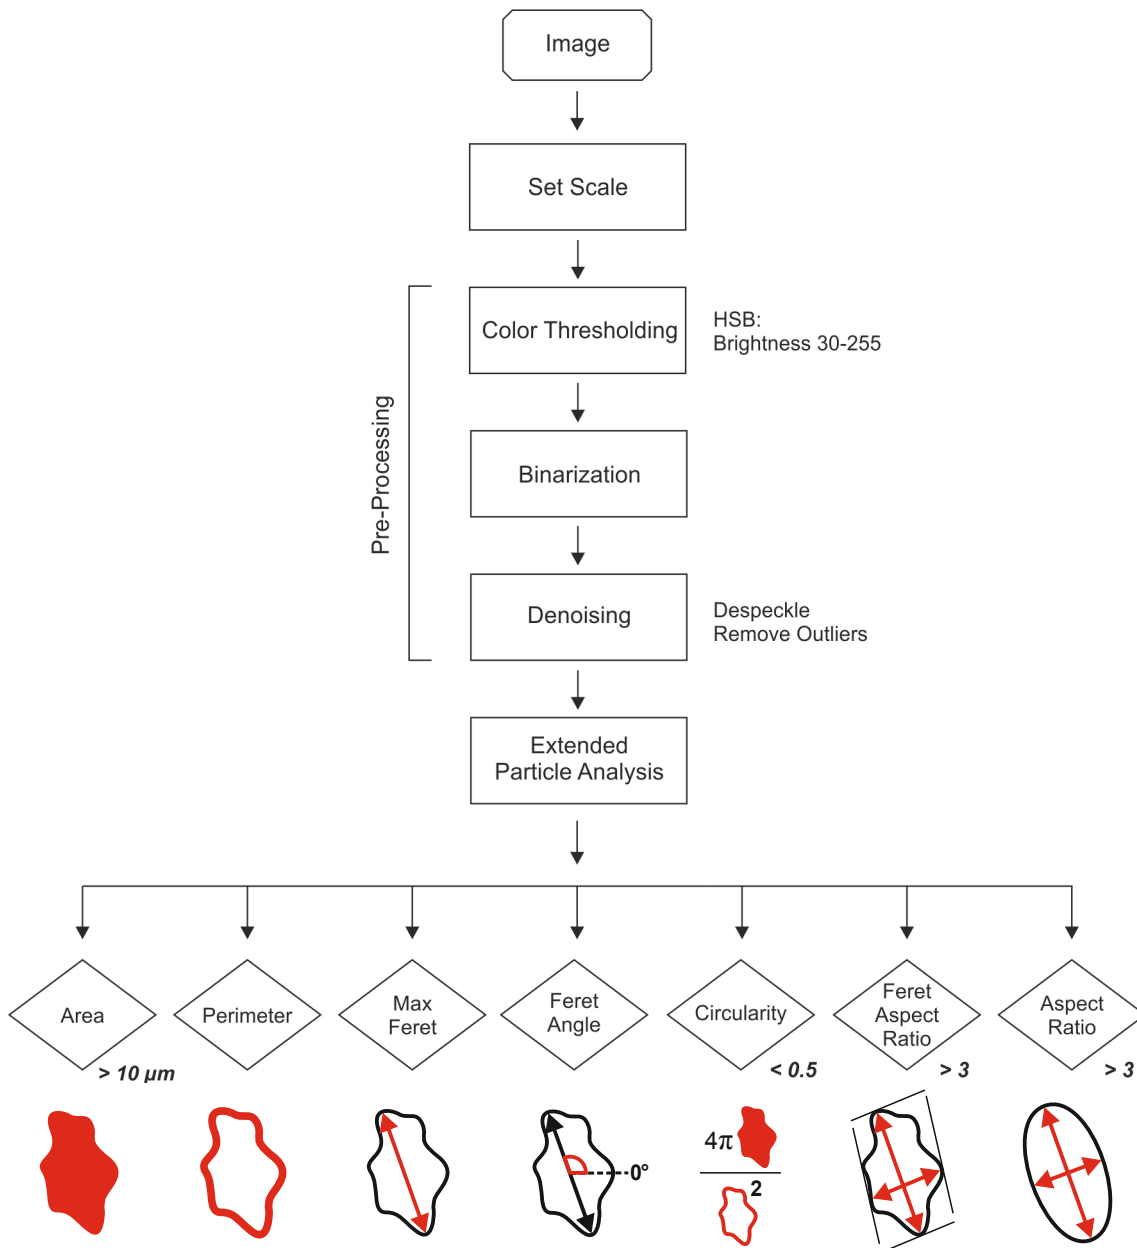 Image
Set Scale
Color Thresholding
HSB:
Brightness 30-255
Pre-Processing
Binarization
Denoising
Despeckle
Remove Outliers
Extended
Particle Analysis
Area
> 10 µm
Perimeter
Max
Feret
Feret
Angle
Circularity
< 0.5
Feret
Aspect
Ratio
> 3
Aspect
Ratio
> 3
0°
4π
2